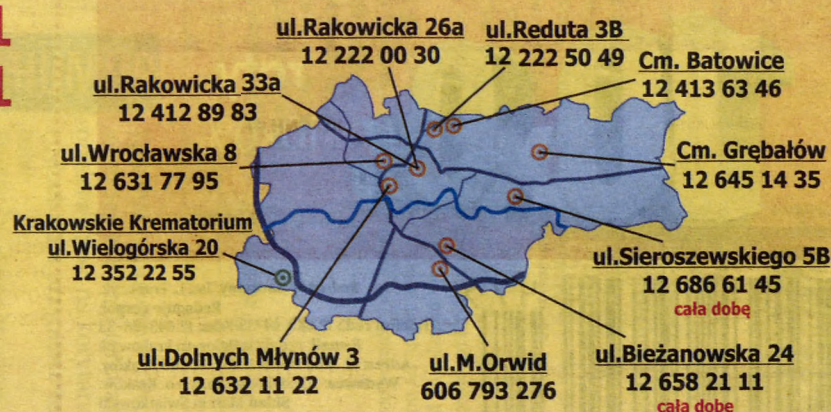 ul.Rakowicka 26a
12 222 00 30
ul.Reduta 3B
12 222 50 49
Cm. Batowice
12 413 63 46
ul.Rakowicka 33a
12 412 89 83
ul.Wrocławska 8
12 631 77 95
Cm. Grębałów
12 645 14 35
Krakowskie Krematorium
ul.Wielogórska 20
12 352 22 55
ul.Sieroszewskiego 5B
12 686 61 45
cała dobę
ul.Dolnych Młynów 3
12 632 11 22
ul.M.Orwid
606 793 276
ul.Bieżanowska 24
12 658 21 11
cała dobę